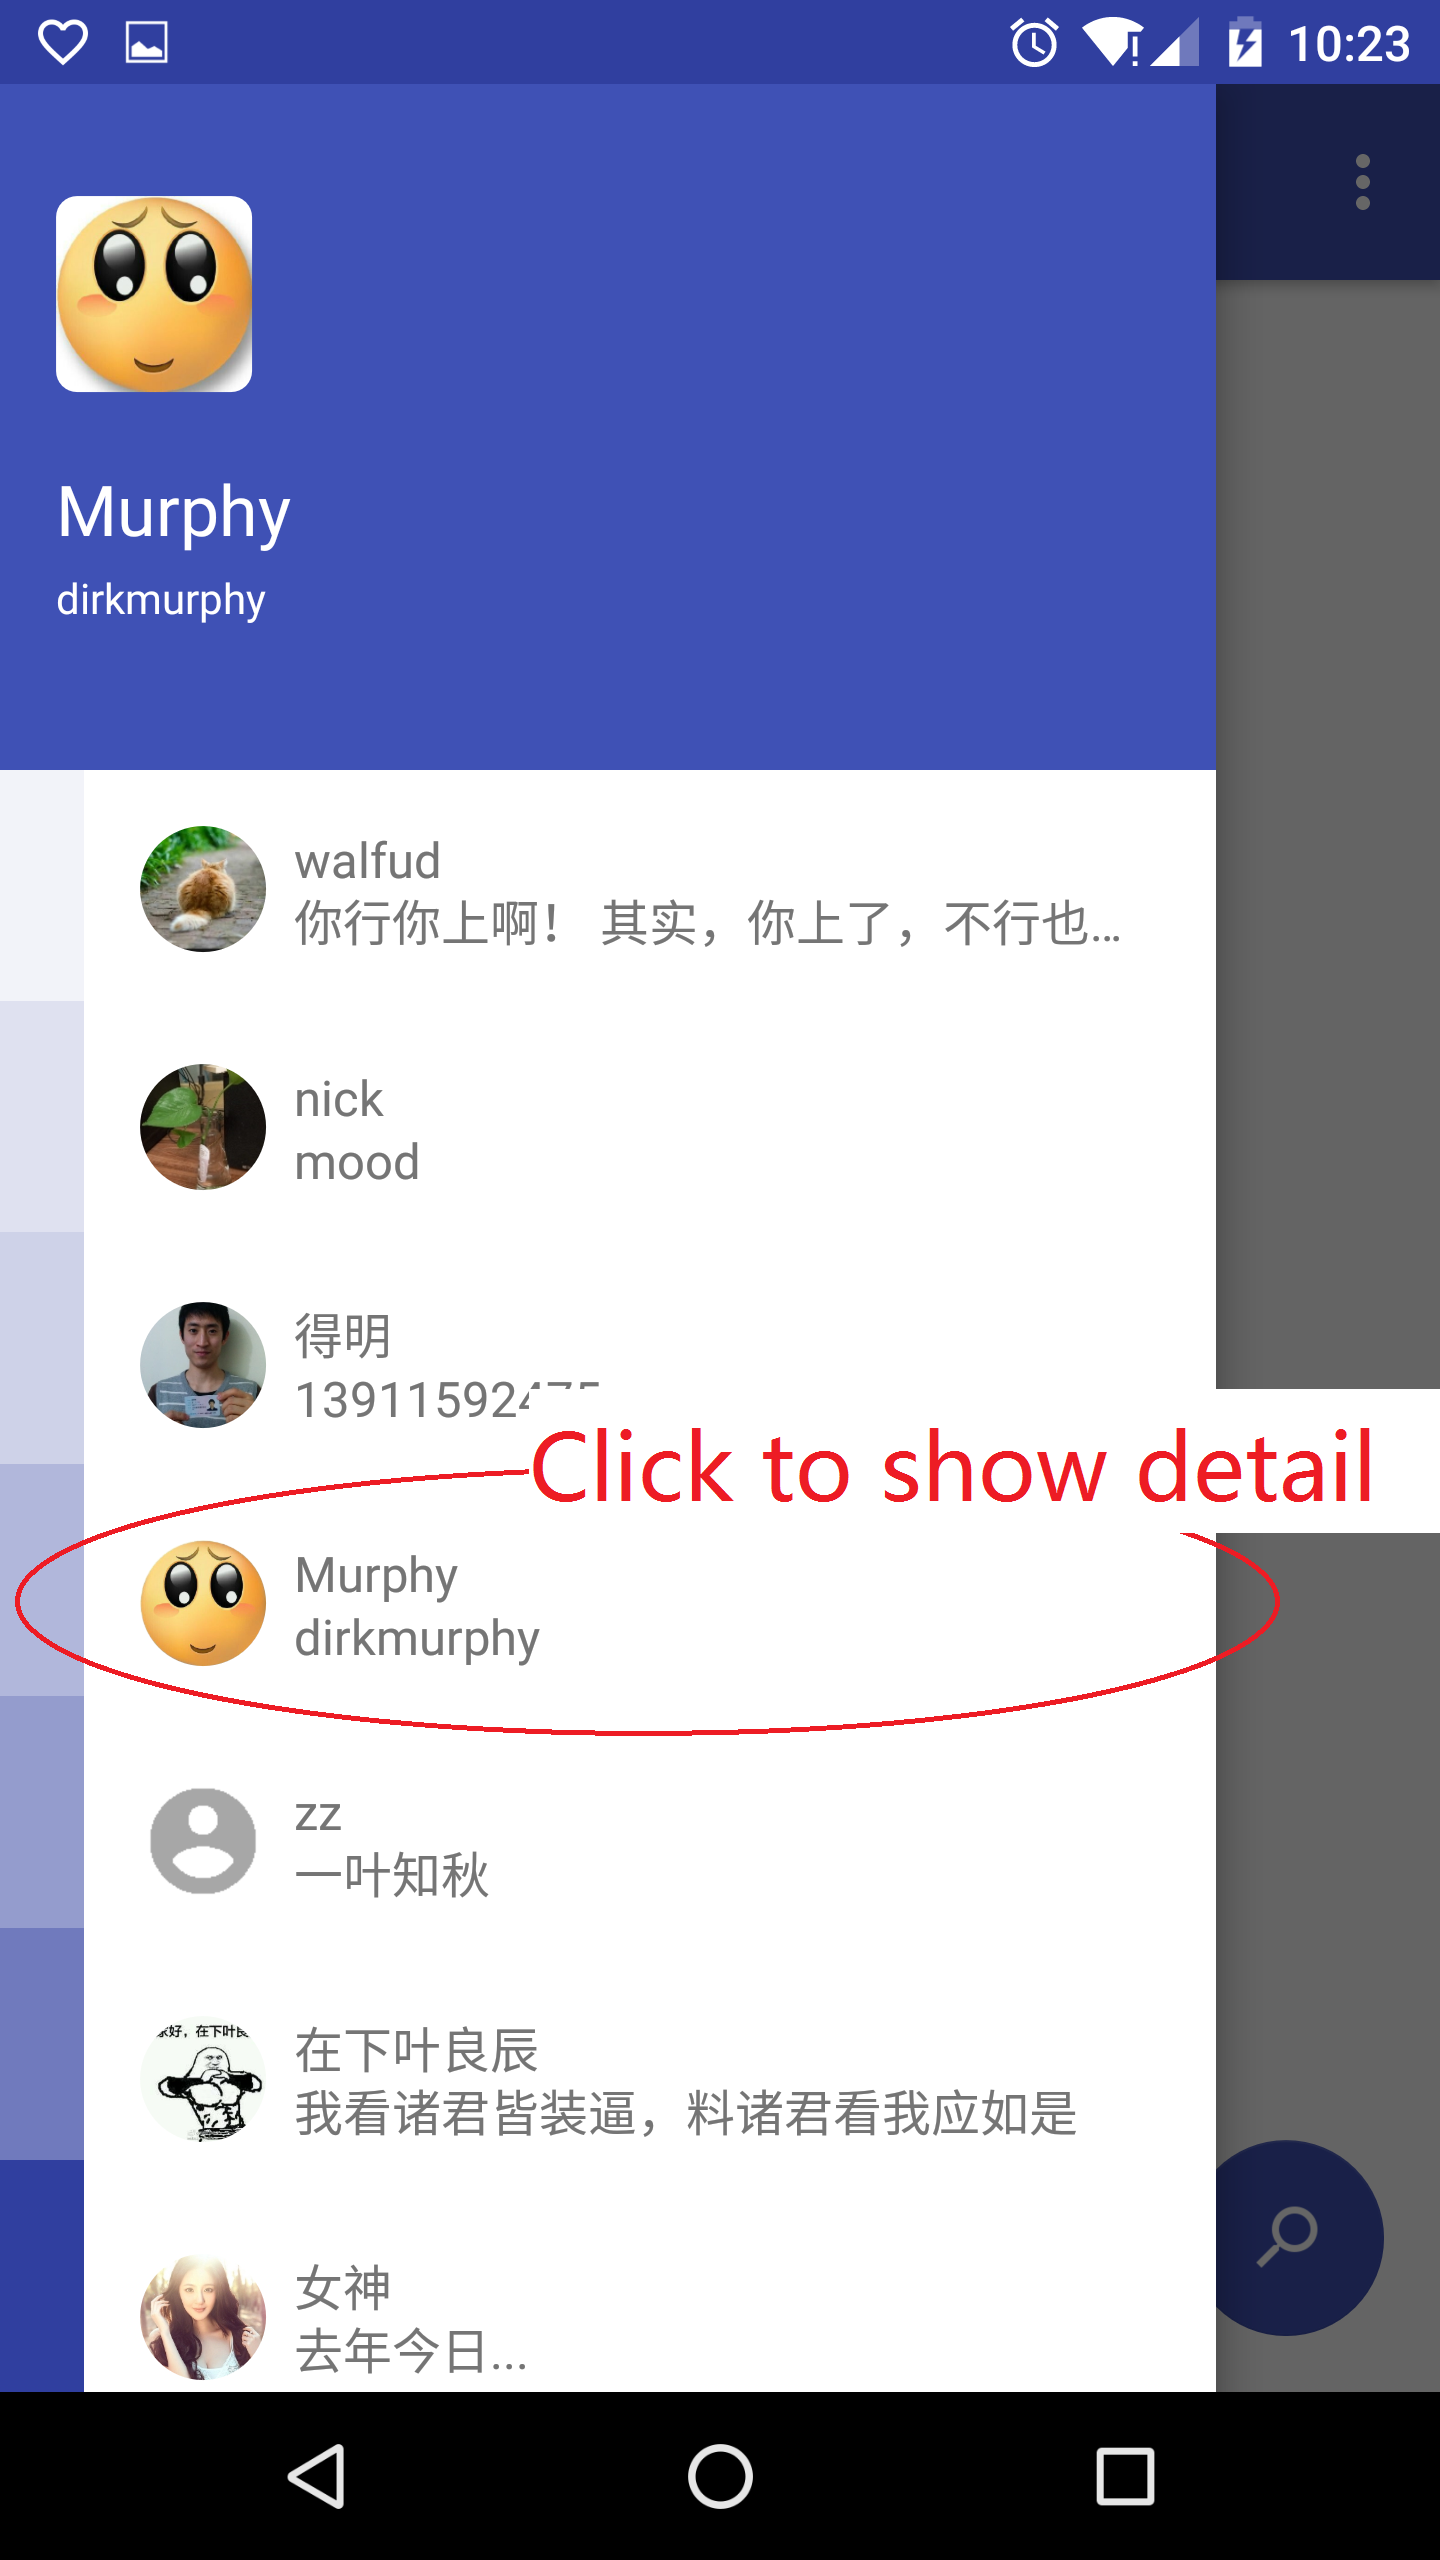 10:23
Murphy
dirkmurphy
walfud
你行你上啊！ 其实，你上了，不行也...
nick
mood
得明
Click to show detail
Murphy
dirkmurphy
zz
一叶知秋
在下叶良辰
我看诸君皆装逼，料诸君看我应如是
女神
去年今日...